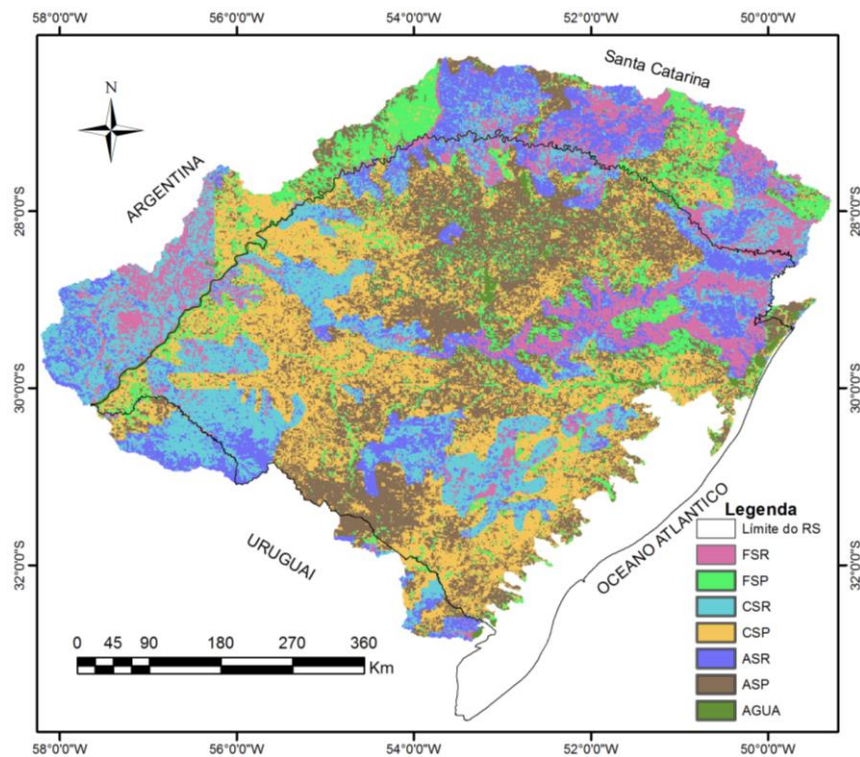 58°0'0"W 56°0'0"W 54°0'0"W 52°0'0"W 50°0'0"W
Santa Catarina
N
ARGENTINA
28°0'0"S 28°0'0"S
30°0'0"S 30°0'0"S
Legenda
Límite do RS
FSR
OCEANO ATLANTICO
URUGUAI
32°0'0"S 32°0'0"S
FSP
CSR
CSP
ASR
ASP
AGUA
0 45 90 180 270 360
Km
58°0'0"W 56°0'0"W 54°0'0"W 52°0'0"W 50°0'0"W